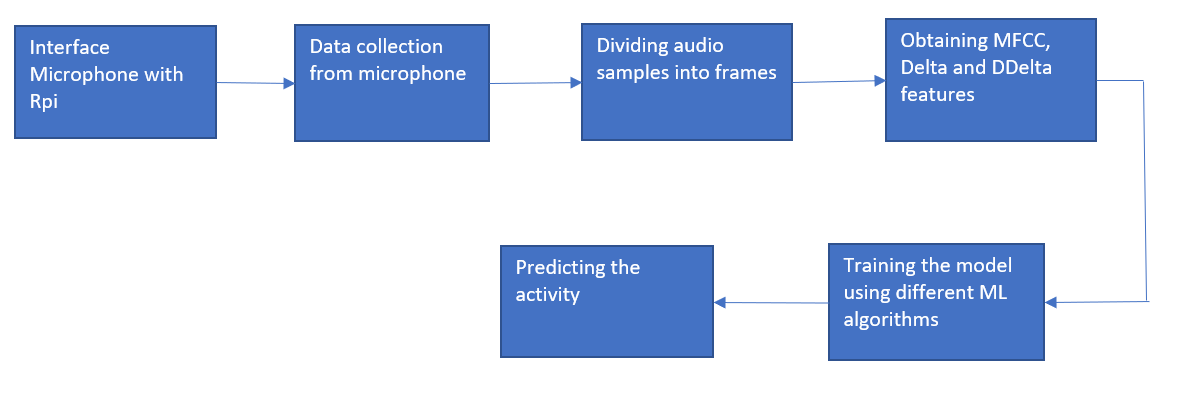 Interface
Microphone with
Rpi
Data collection
from microphone
Dividing audio
samples into frames
Obtaining MFCC,
Delta and DDelta
features
Training the model
using different ML
algorithms
Predicting the
activity